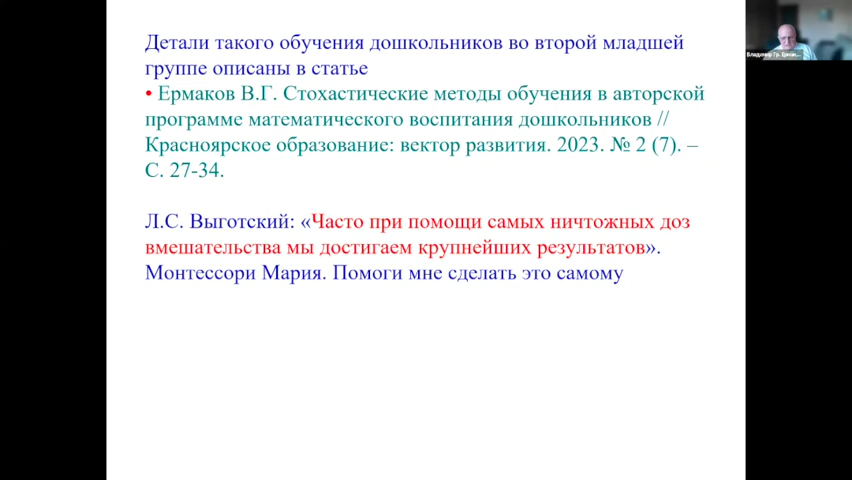 Детали такого обучения дошкольников во второй младшей
группе описаны в статье
• Ермаков В.Г. Стохастические методы обучения в авторской
программе математического воспитания дошкольников //
Красноярское образование: вектор развития. 2023. № 2 (7). –
С. 27-34.
Л.С. Выготский: «Часто при помощи самых ничтожных доз
вмешательства мы достигаем крупнейших результатов».
Монтессори Мария. Помоги мне сделать это самому
Владимир Гр.